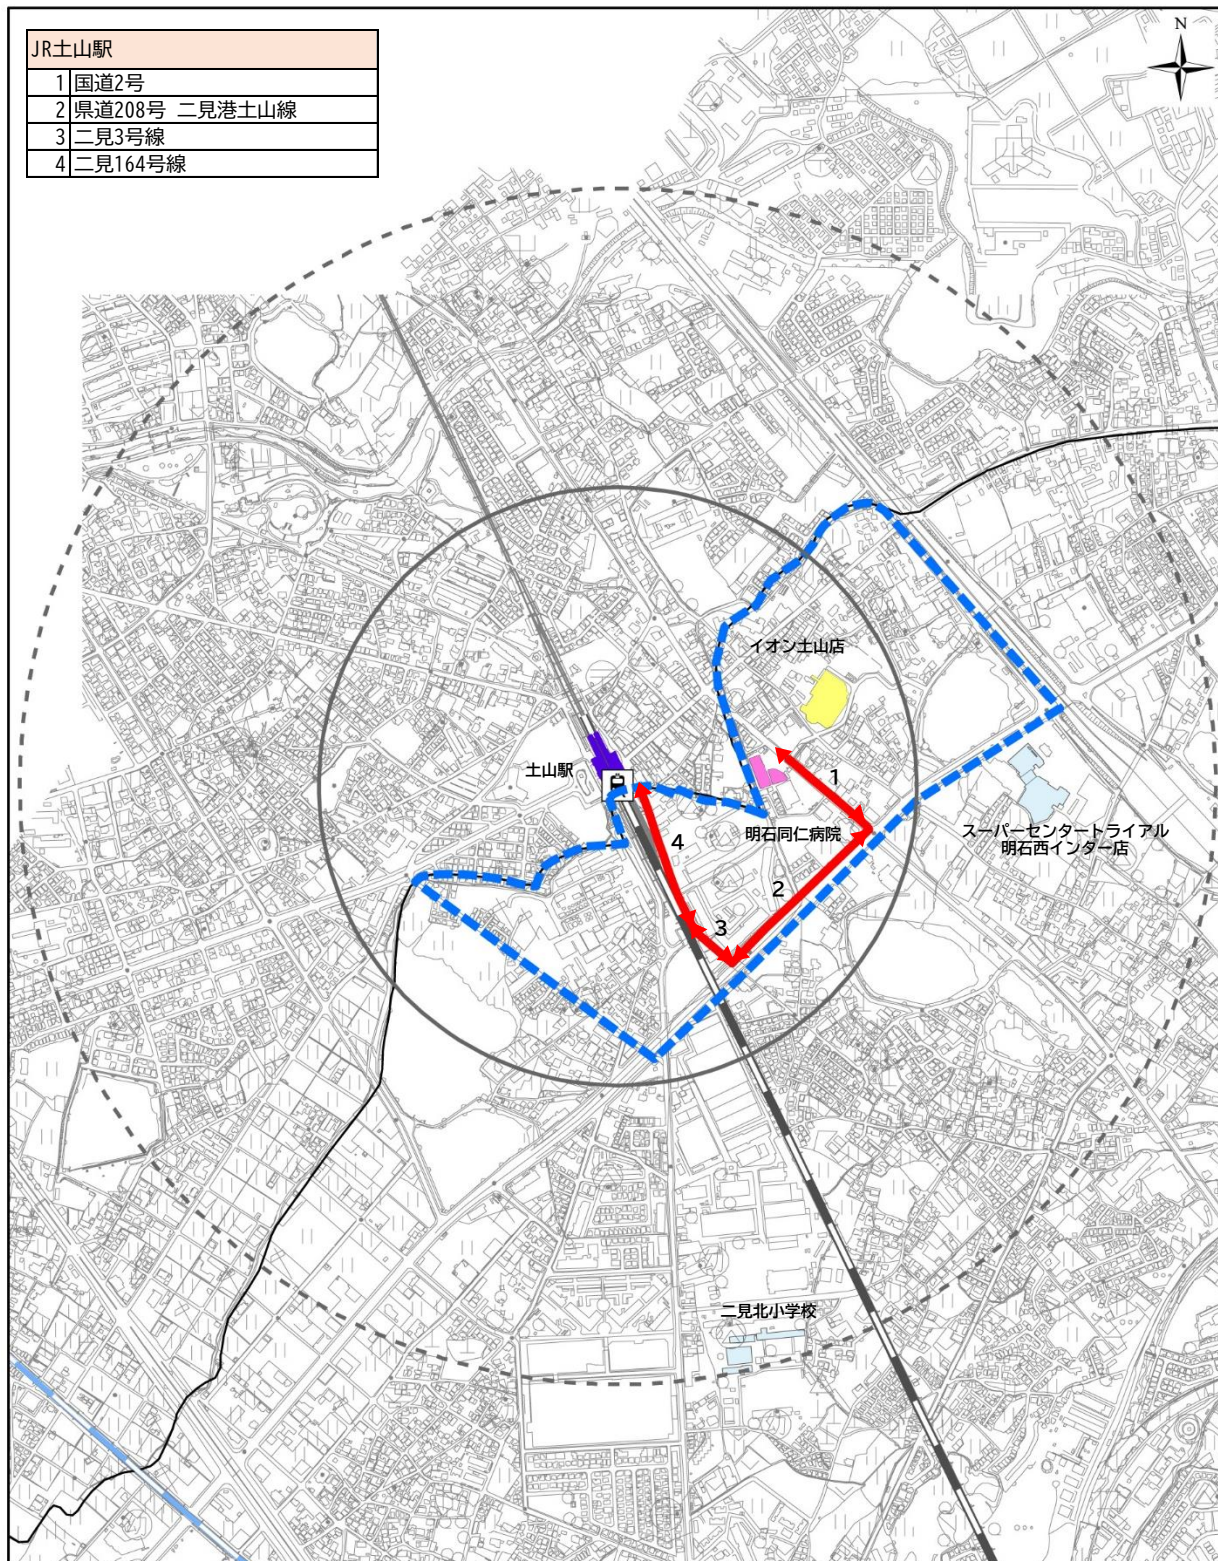 JR土山駅
1 国道2号
2 県道208号 二見港土山線
3 二見3号線
4 二見164号線
N
イオン土山店
土山駅
1
明石同仁病院
スーパーセンタートライアル
明石西インター店
4
2
3
二見北小学校